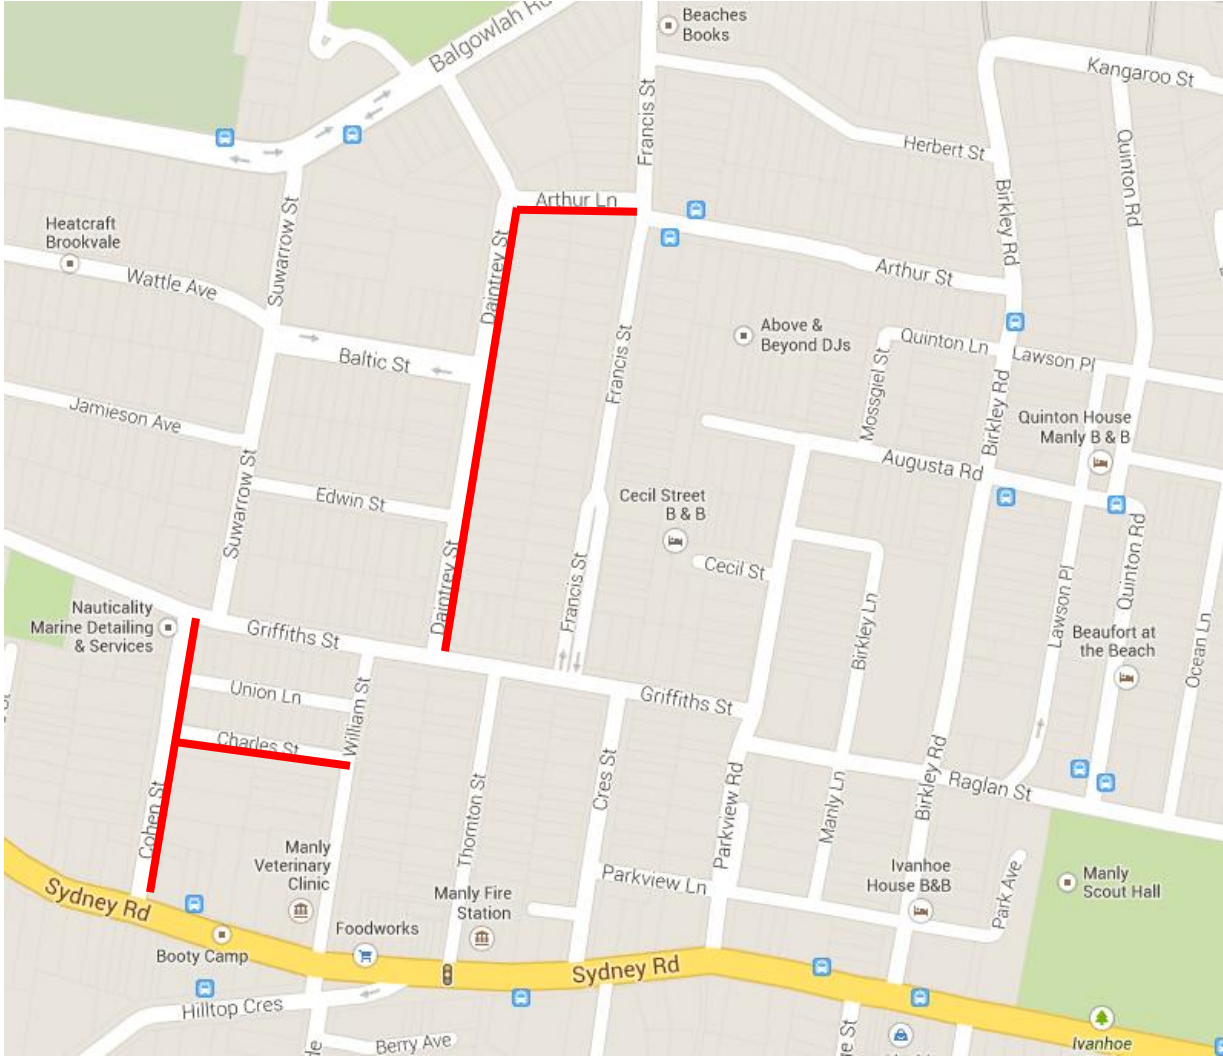 Beaches
Books
Balgowlah Rd
Kangaroo St
Francis St
Herbert St
Quinton Rd
Arthur Ln
Heatcraft
Brookvale
Suwarrow St
Daintrey St
Birkley Rd
Wattle Ave
Arthur St
Above &
Beyond DJs
Quinton Ln
Lawson Pl
Baltic St
Francis St
Mossgiel St
Birkley Rd
Jamieson Ave
Quinton House
Manly B & B
Augusta Rd
Edwin St
Cecil Street
B & B
Suwarrow St
Cecil St
Quinton Rd
Daintrey St
Francis St
Lawson Pl
Birkley Ln
Nauticality
Marine Detailing
& Services
Griffiths St
Beaufort at
the Beach
Ocean Ln
Union Ln
William St
Griffiths St
Charles St
Cohen St
Thornton St
Cres St
Parkview Rd
Manly Ln
Birkley Rd
Raglan St
Manly
Veterinary
Clinic
Parkview Ln
Ivanhoe
House B&B
Park Ave
Manly
Scout Hall
Manly Fire
Station
Sydney Rd
Foodworks
Booty Camp
Sydney Rd
Hilltop Cres
Berry Ave
Ivanhoe